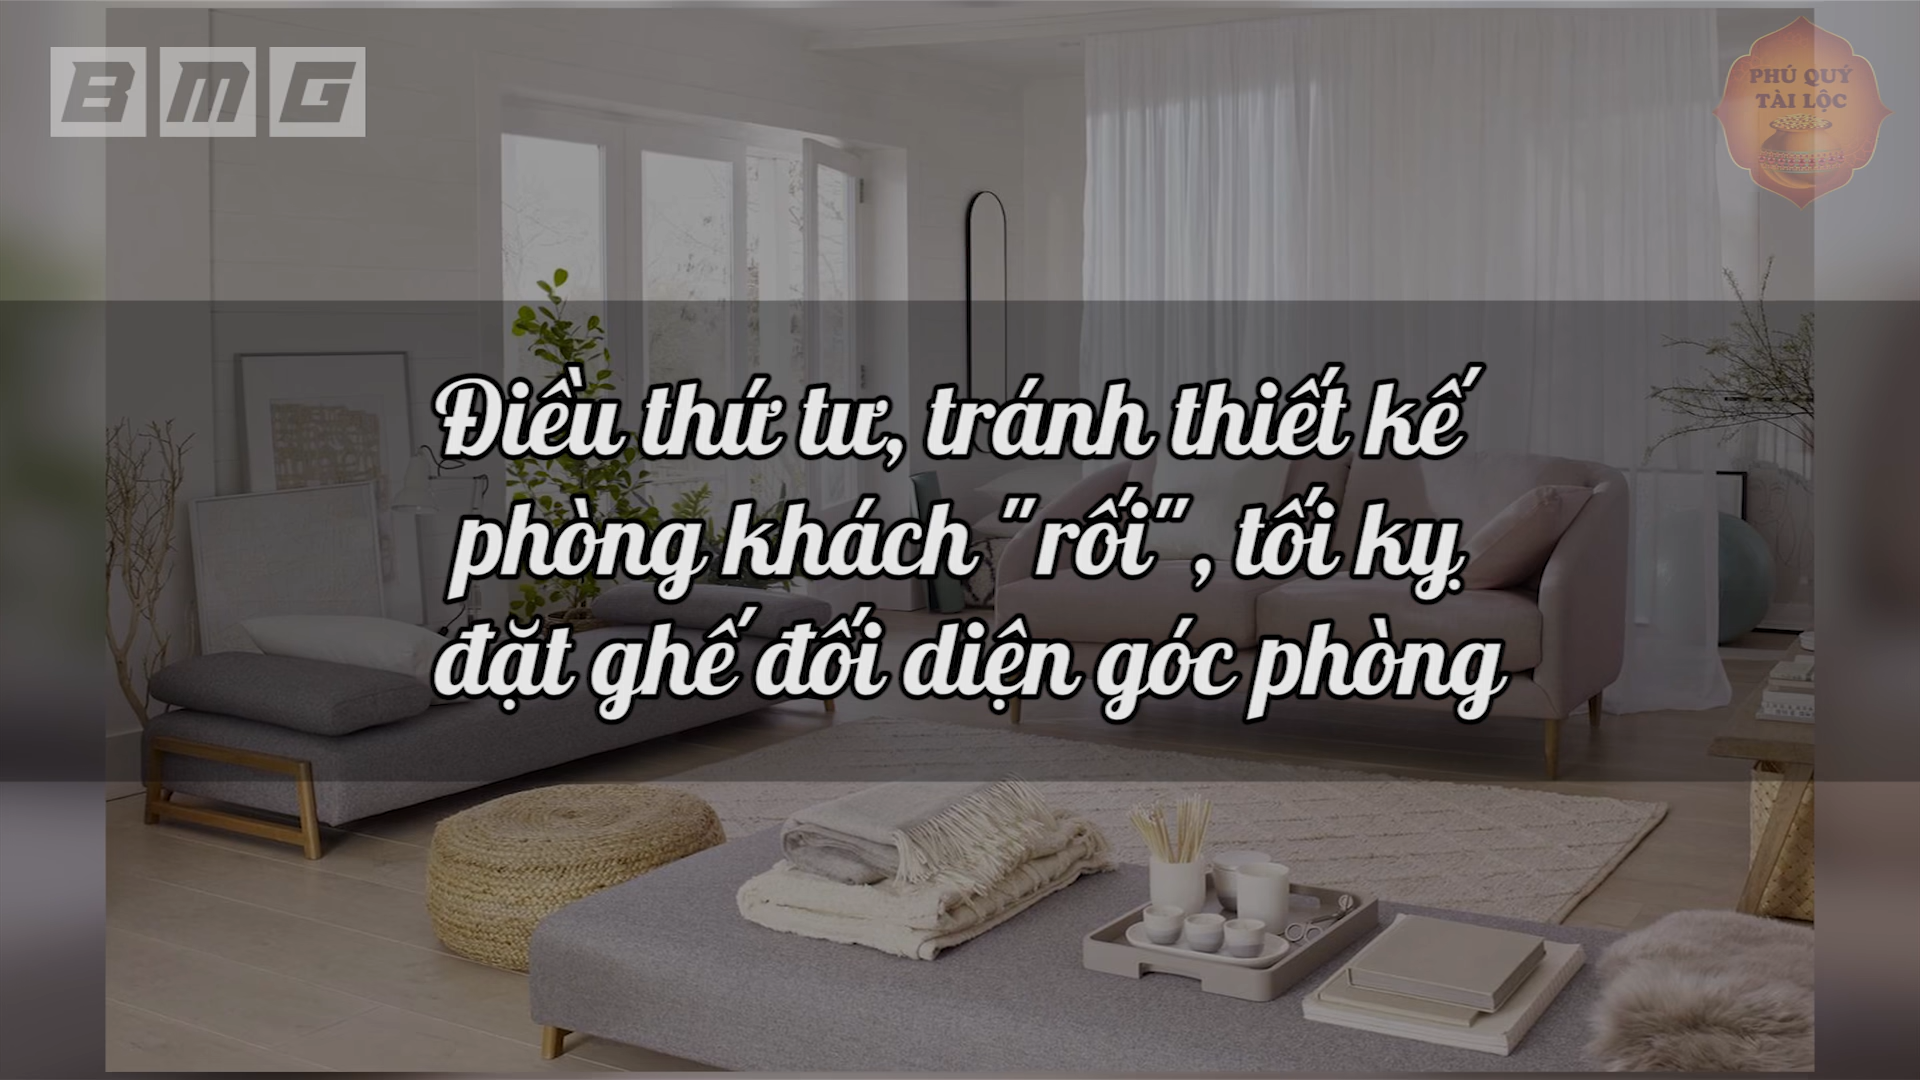 BMG
PHÚ QUÝ
TÀI LỘC
Điều thứ tư, tránh thiết kế
phòng khách "rối", tối kỵ
đặt ghế đối diện góc phòng